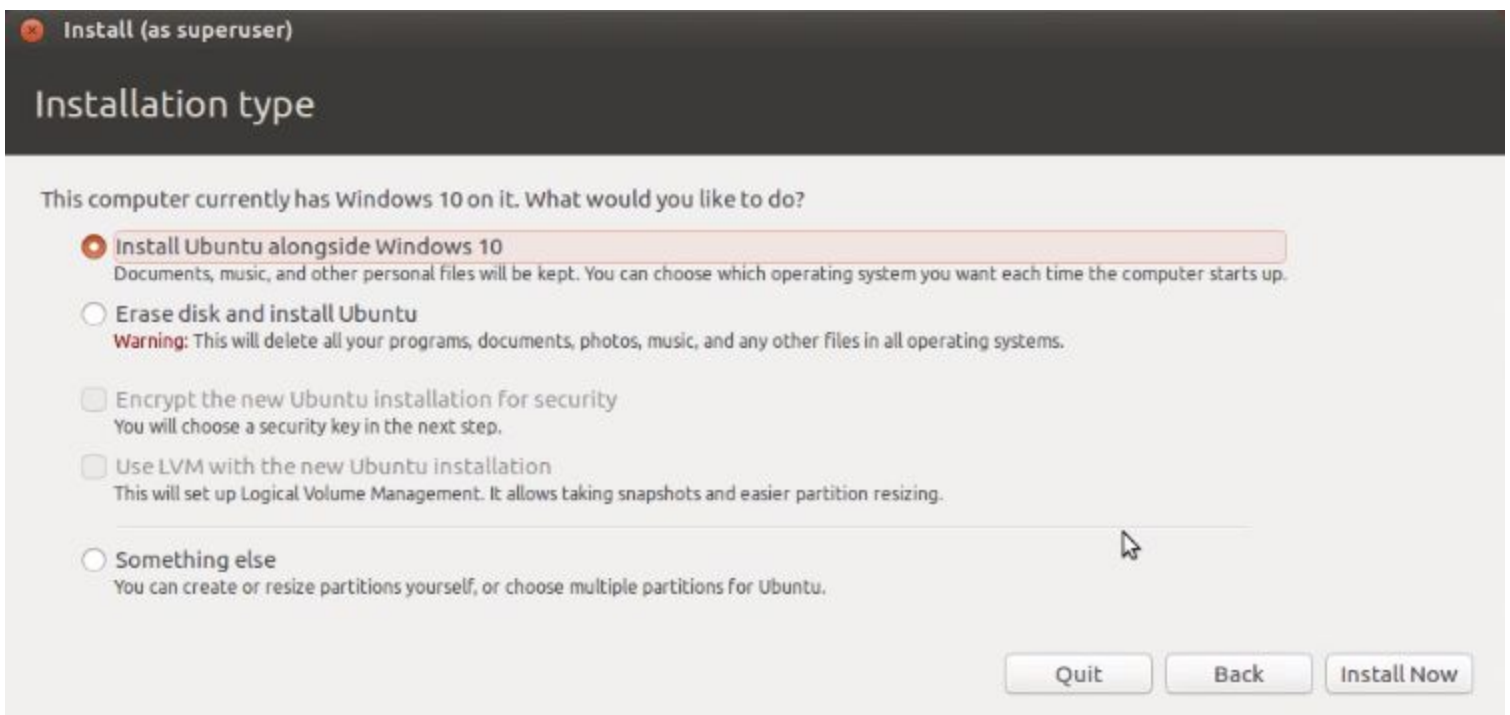 Install (as superuser)
Installation type
This computer currently has Windows 10 on it. What would you like to do?
Install Ubuntu alongside Windows 10
Documents, music, and other personal files will be kept. You can choose which operating system you want each time the computer starts up.
Erase disk and install Ubuntu
Warning: This will delete all your programs, documents, photos, music, and any other files in all operating systems.
Encrypt the new Ubuntu installation for security
You will choose a security key in the next step.
Use LVM with the new Ubuntu installation
This will set up Logical Volume Management. It allows taking snapshots and easier partition resizing.
Something else
You can create or resize partitions yourself, or choose multiple partitions for Ubuntu.
Quit Back Install Now